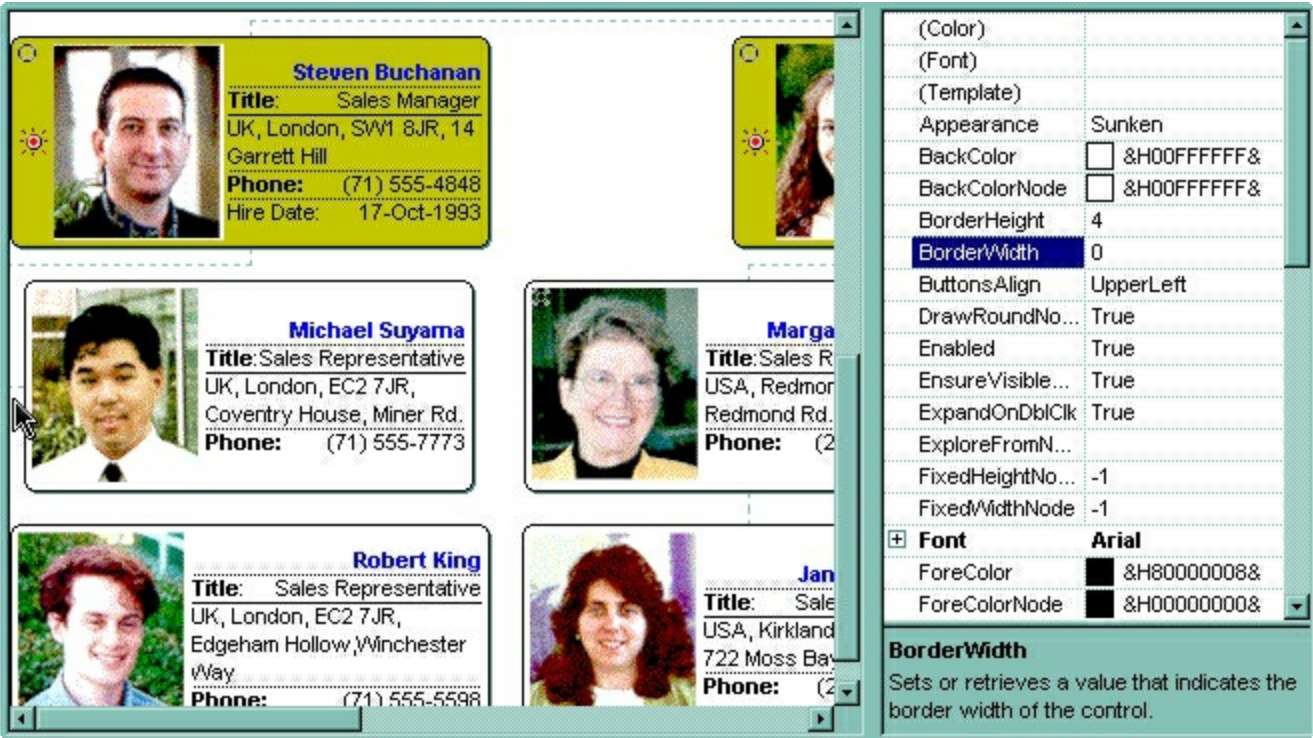 Steven Buchanan
Title: Sales Manager
UK, London, SW1 8JR, 14
Garrett Hill
Phone: (71) 555-4848
Hire Date: 17-Oct-1993
Michael Suyama
Title: Sales Representative
UK, London, EC2 7JR,
Coventry House, Miner Rd.
Phone: (71) 555-7773
Marga
Title: Sales R
USA, Redmon
Redmond Rd.
Phone: (2
Robert King
Title: Sales Representative
UK, London, EC2 7JR,
Edgeham Hollow,Winchester
Way
Phone: (71) 555-5598
Jan
Title: Sale
USA, Kirkland
722 Moss Bay
Phone: (2
(Color)
(Font)
(Template)
Appearance Sunken
BackColor &H00FFFFFF&
BackColorNode &H00FFFFFF&
BorderHeight 4
BorderWidth 0
ButtonsAlign UpperLeft
DrawRoundNo... True
Enabled True
EnsureVisible... True
ExpandOnDblClk True
ExploreFromN...
FixedHeightNo... -1
FixedWidthNode -1
Font Arial
ForeColor &H80000008&
ForeColorNode &H00000000&
BorderWidth
Sets or retrieves a value that indicates the
border width of the control.